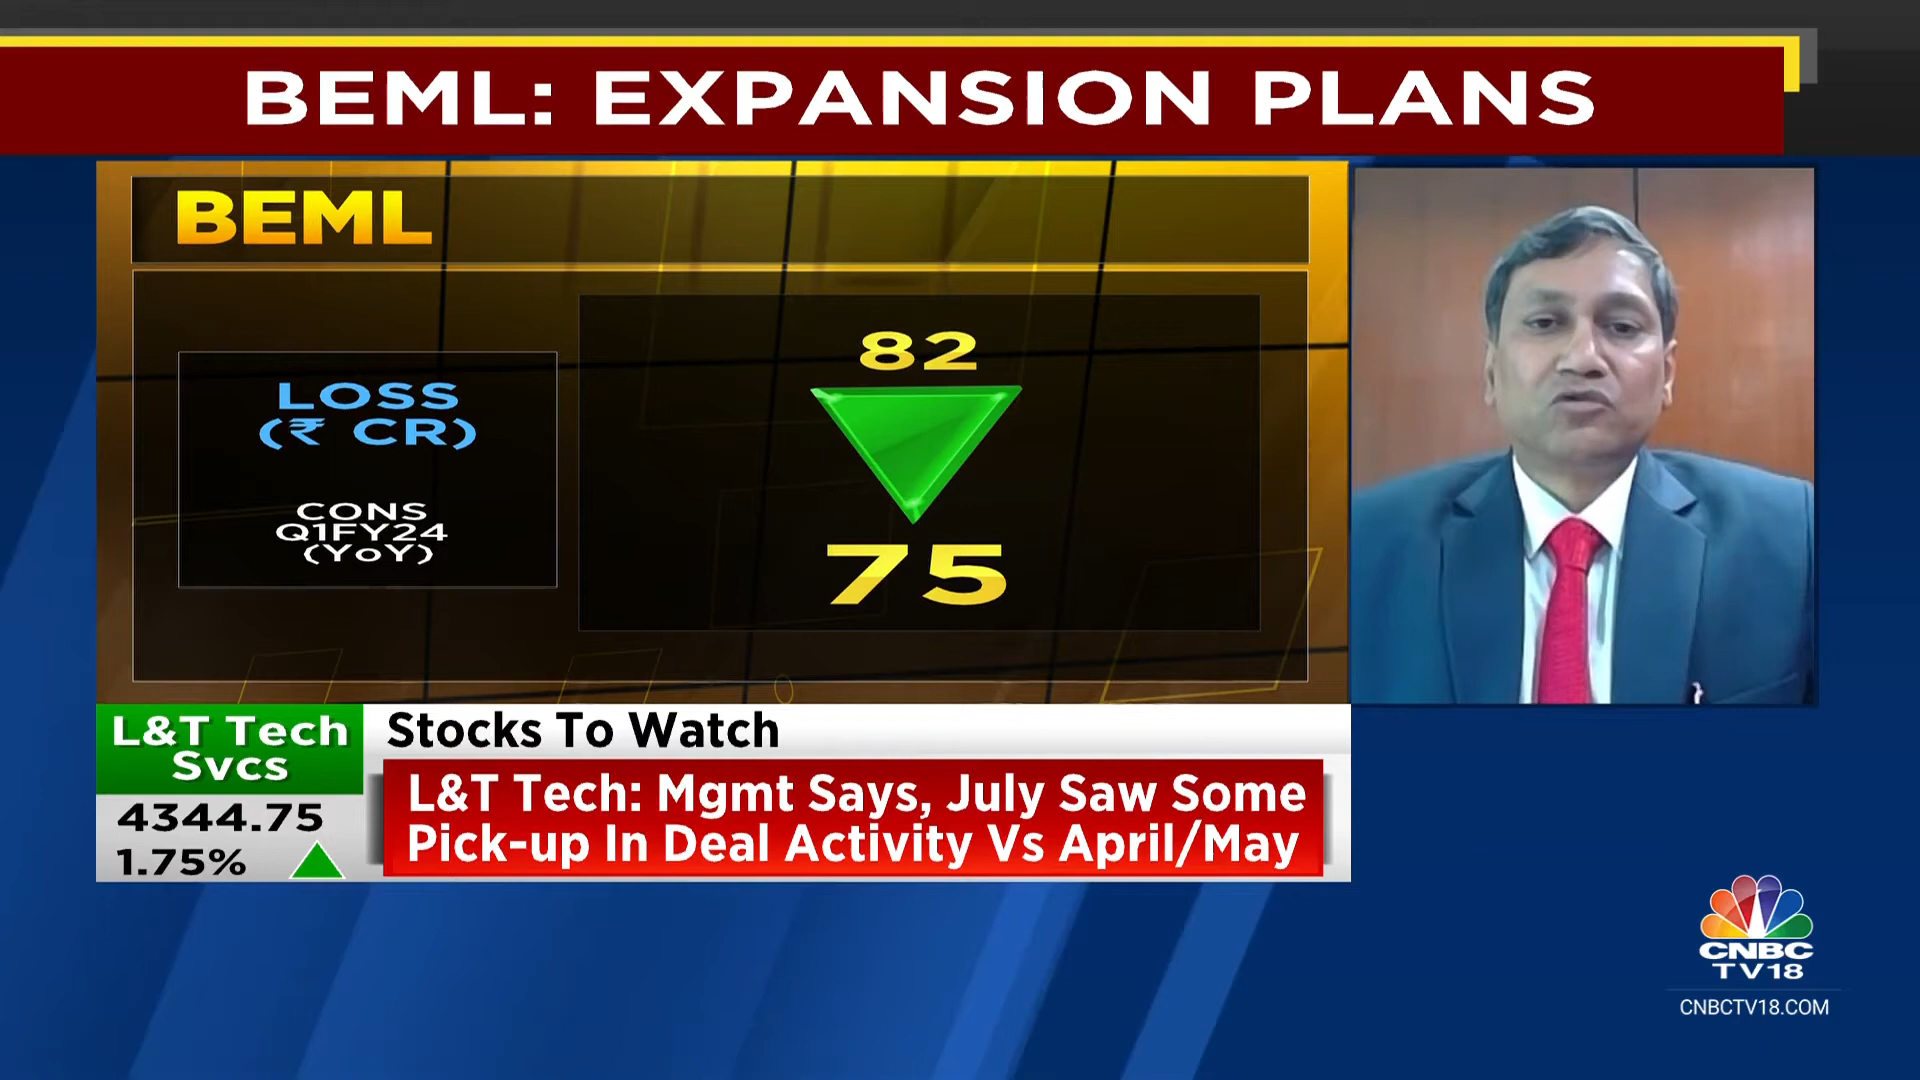 BEML: EXPANSION PLANS
BEML
LOSS
(₹ CR)
CONS
Q1FY24
(YoY)
82
75
L&T Tech
Svcs
4344.75
1.75%
Stocks To Watch
L&T Tech: Mgmt Says, July Saw Some
Pick-up In Deal Activity Vs April/May
CNBC
TV18
CNBCTV18.COM